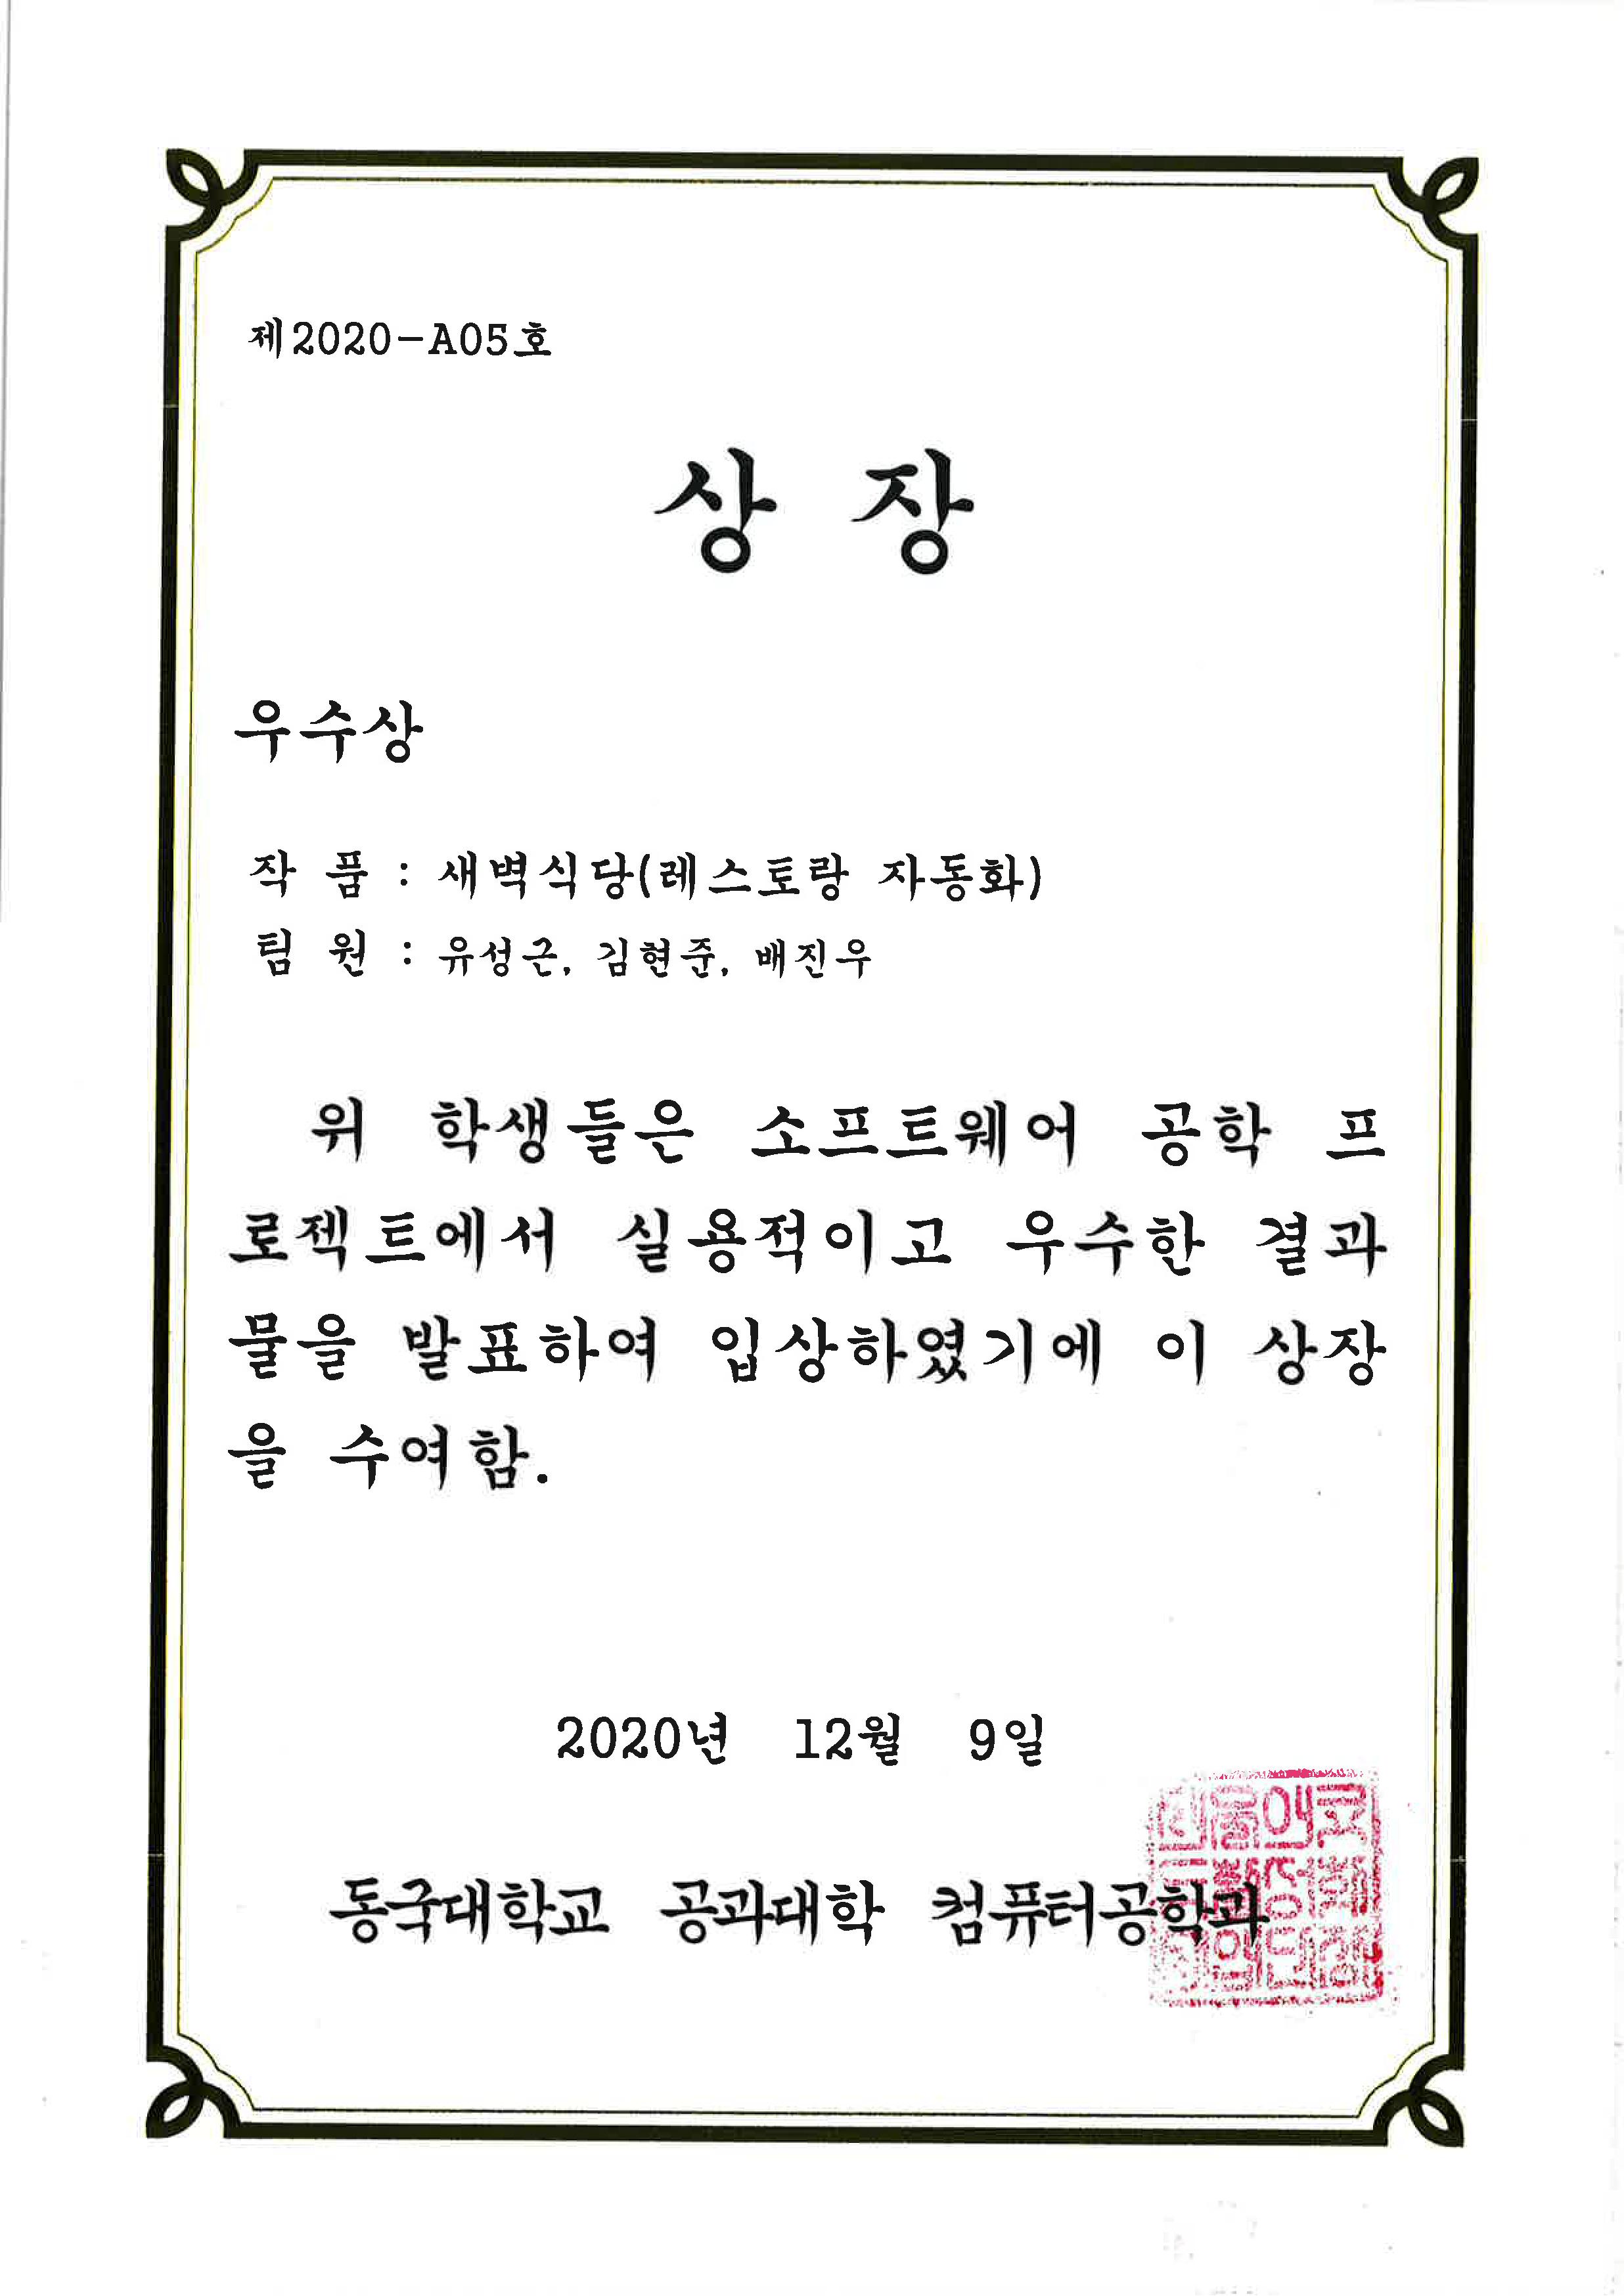 제2020-A05호
상 장
우수상
작 품 : 새벽식당(레스토랑 자동화)
팀 원 : 유성근, 김현준, 배진우
위 학생들은 소프트웨어 공학 프
로젝트에서 실용적이고 우수한 결과
물을 발표하여 입상하였기에 이 상장
을 수여함.
2020년 12월 9일
동국대학교 공과대학 컴퓨터공학과